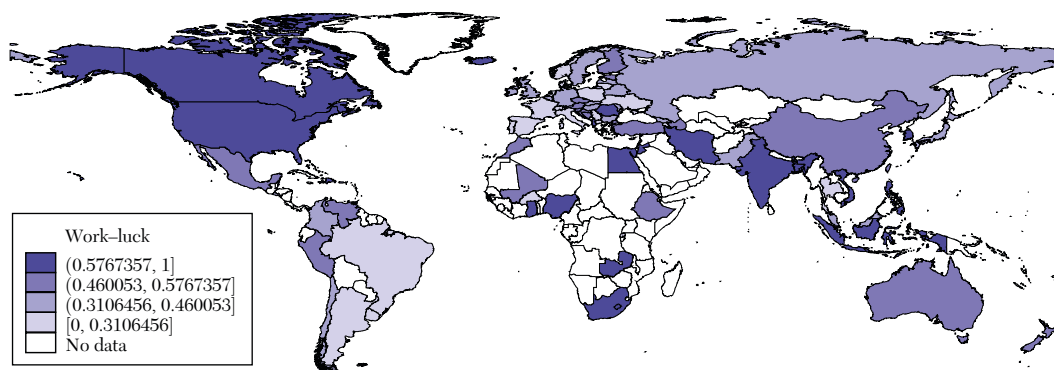 Work–luck
(0.5767357, 1]
(0.460053, 0.5767357]
(0.3106456, 0.460053]
[0, 0.3106456]
No data